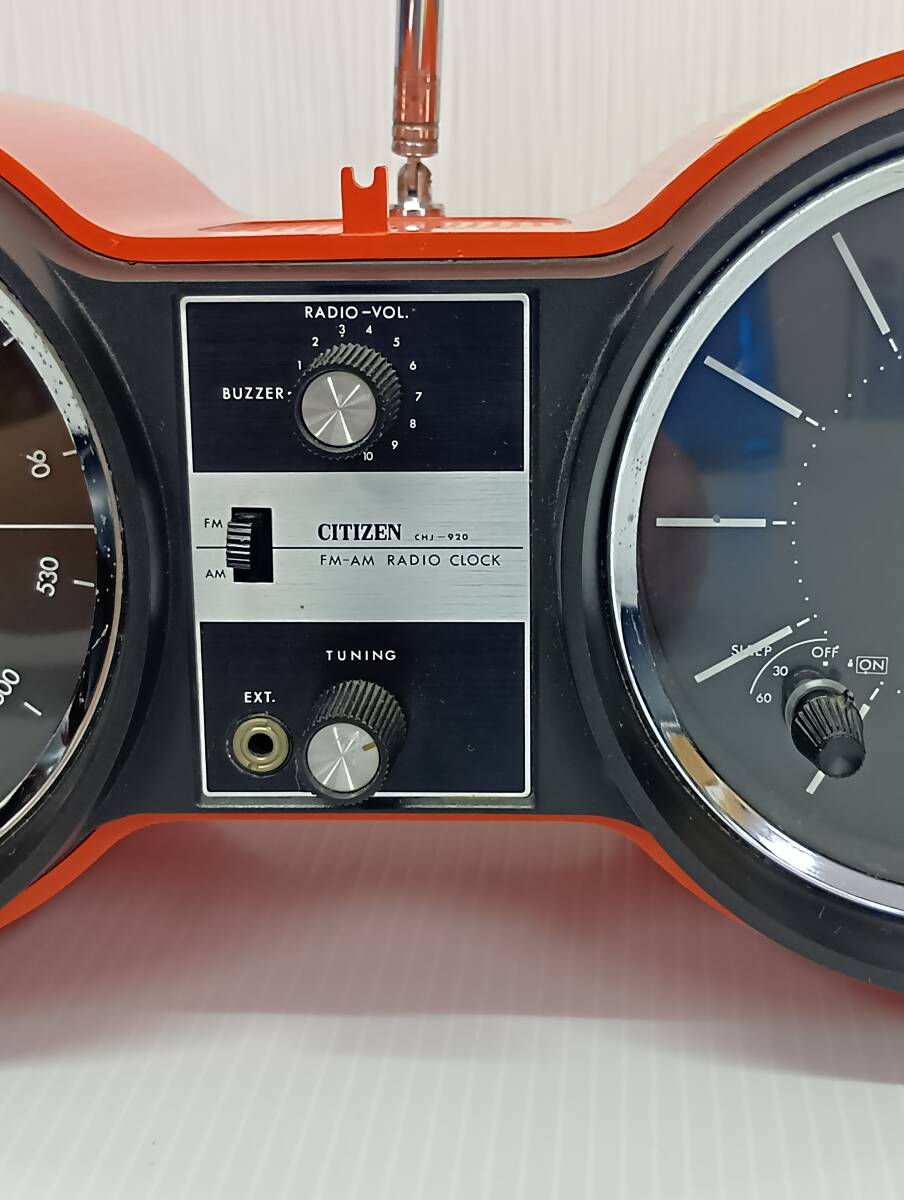 RADIO-VOL.
1 2 3 4 5 6 7 8 9 10
BUZZER
FM
AM
CITIZEN CHJ-920
FM-AM RADIO CLOCK
TUNING
EXT.
90
530
SLEEP OFF ON
30
60